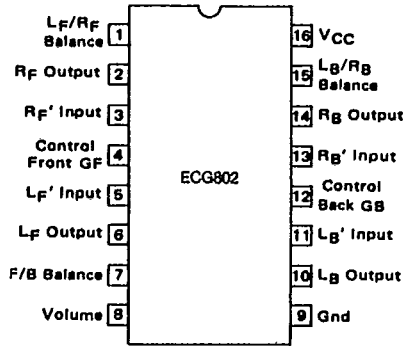 LF/RF
Balance 1
RF Output 2
RF' Input 3
Control
Front GF 4
LF' Input 5
LF Output 6
F/B Balance 7
Volume 8
ECG802
16 VCC
15 LB/RB
Balance
14 RB Output
13 RB' Input
12 Control
Back GB
11 LB' Input
10 LB Output
9 Gnd